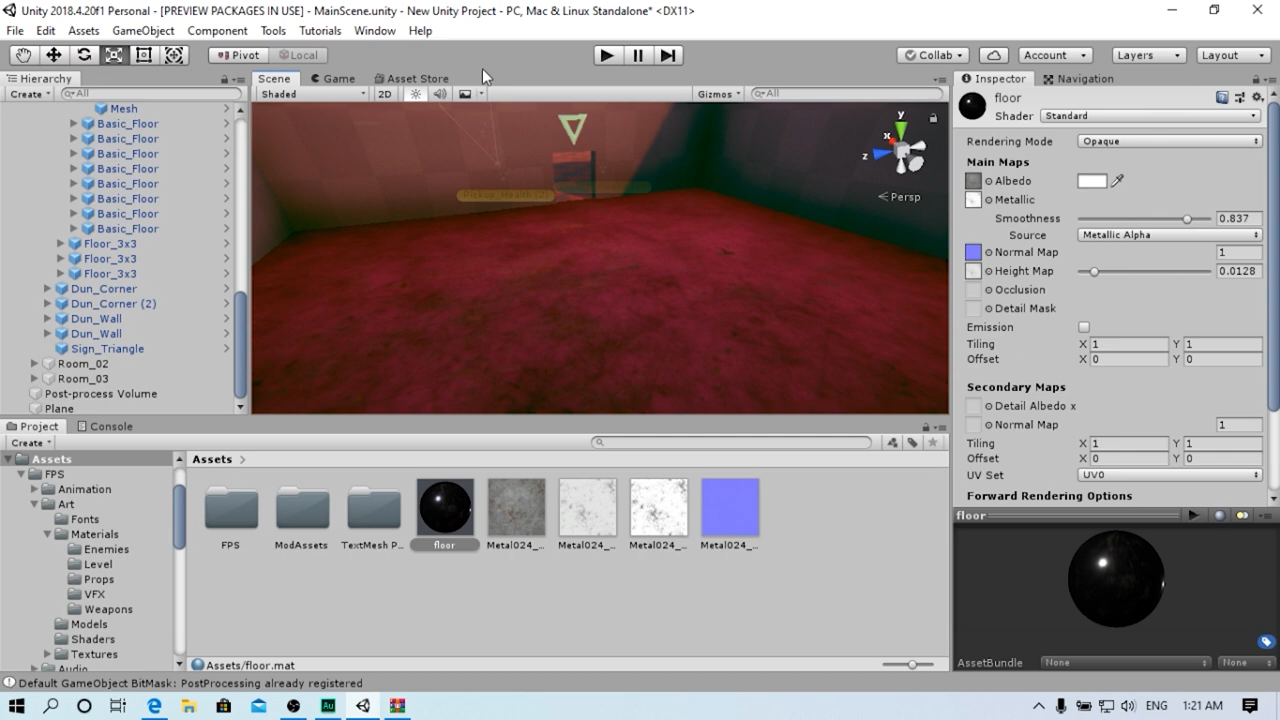 Unity 2018.4.20f1 Personal - [PREVIEW PACKAGES IN USE] - MainScene.unity - New Unity Project - PC, Mac & Linux Standalone* <DX11>
File Edit Assets GameObject Component Tools Tutorials Window Help
Pivot Local Collab Account Layers Layout
Hierarchy Scene Game Asset Store Inspector Navigation
Create All Shaded 2D Gizmos All
floor
Shader Standard
Mesh
Basic_Floor
Basic_Floor
Basic_Floor
Basic_Floor
Basic_Floor
Basic_Floor
Basic_Floor
Basic_Floor
Floor_3x3
Floor_3x3
Floor_3x3
Dun_Corner
Dun_Corner (2)
Dun_Wall
Dun_Wall
Sign_Triangle
Room_02
Room_03
Post-process Volume
Plane
y
x
z
Persp
Pickup_Health (2)
Rendering Mode Opaque
Main Maps
Albedo
Metallic
Smoothness 0.837
Source Metallic Alpha
Normal Map 1
Height Map 0.0128
Occlusion
Detail Mask
Emission
Tiling X 1 Y 1
Offset X 0 Y 0
Secondary Maps
Detail Albedo x
Normal Map 1
Tiling X 1 Y 1
Offset X 0 Y 0
UV Set UV0
Forward Rendering Options
floor
AssetBundle None None
Project Console
Create
Assets
FPS
Animation
Art
Fonts
Materials
Enemies
Level
Props
VFX
Weapons
Models
Shaders
Textures
Audio
Assets
FPS ModAssets TextMesh P... floor Metal024_... Metal024_... Metal024_... Metal024_...
Assets/floor.mat
Default GameObject BitMask: PostProcessing already registered
Au
ENG 1:21 AM